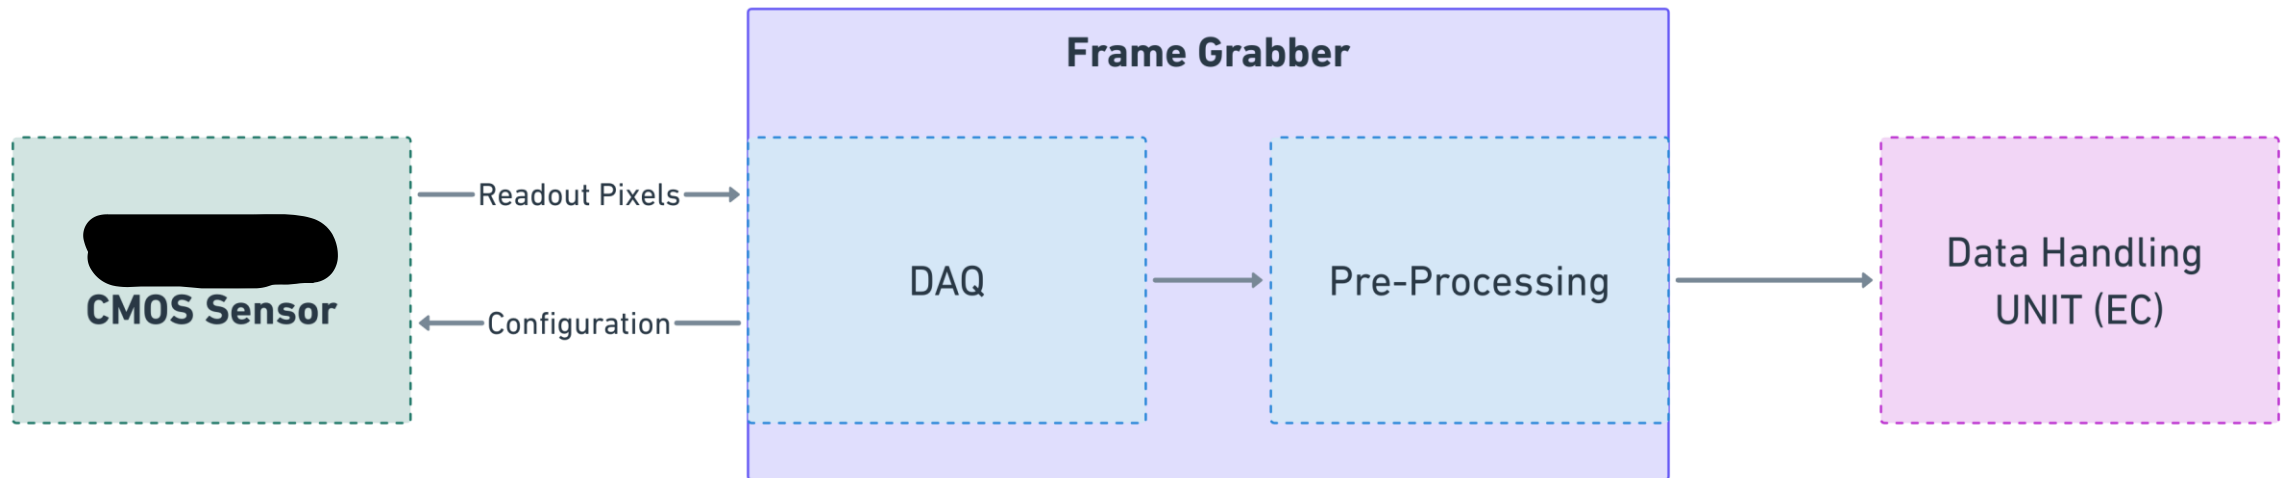 Frame Grabber
CMOS Sensor
Readout Pixels
Configuration
DAQ
Pre-Processing
Data Handling
UNIT (EC)